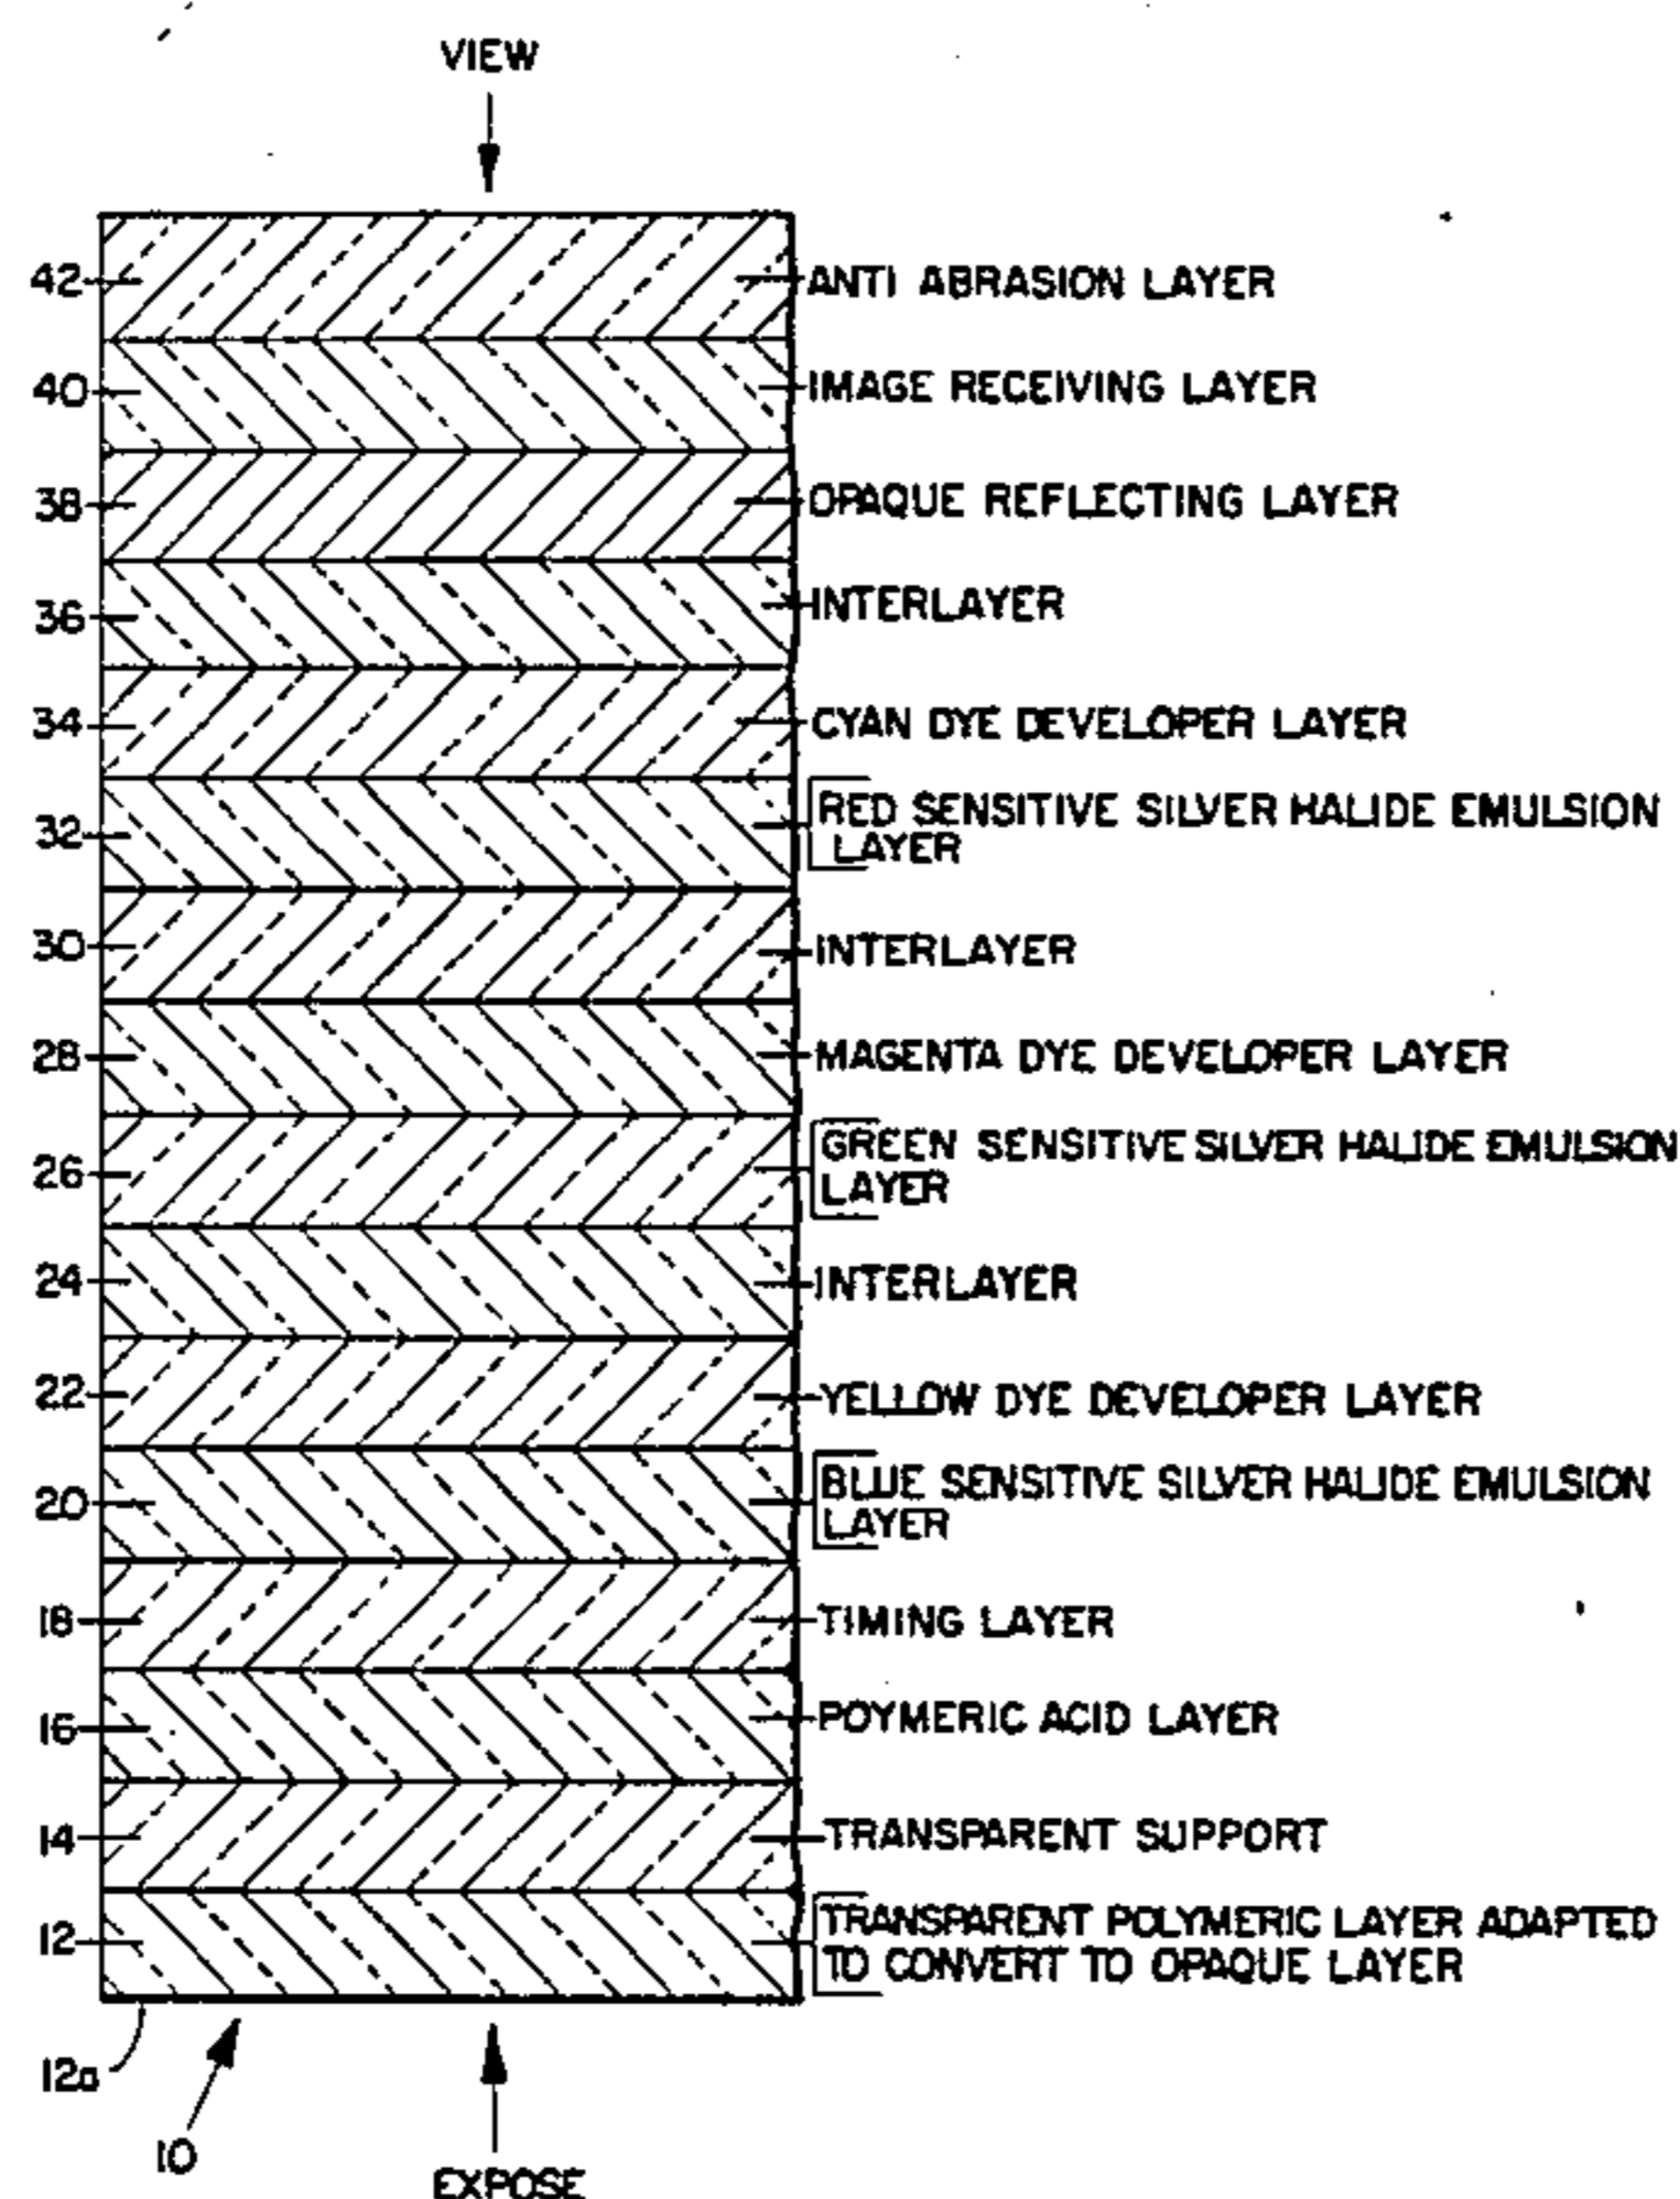 VIEW
42 ANTI ABRASION LAYER
40 IMAGE RECEIVING LAYER
38 OPAQUE REFLECTING LAYER
36 INTERLAYER
34 CYAN DYE DEVELOPER LAYER
32 RED SENSITIVE SILVER HALIDE EMULSION
LAYER
30 INTERLAYER
28 MAGENTA DYE DEVELOPER LAYER
26 GREEN SENSITIVE SILVER HALIDE EMULSION
LAYER
24 INTERLAYER
22 YELLOW DYE DEVELOPER LAYER
20 BLUE SENSITIVE SILVER HALIDE EMULSION
LAYER
18 TIMING LAYER
16 POYMERIC ACID LAYER
14 TRANSPARENT SUPPORT
12 TRANSPARENT POLYMERIC LAYER ADAPTED
TO CONVERT TO OPAQUE LAYER
12a
10
EXPOSE